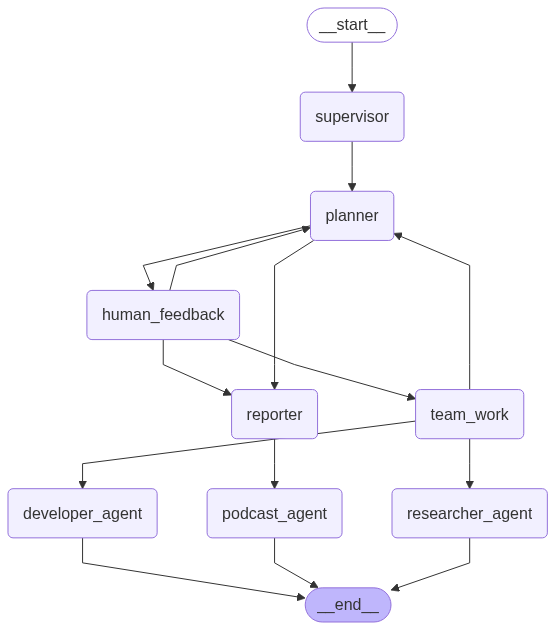 __start__
supervisor
planner
human_feedback
reporter
team_work
developer_agent
podcast_agent
researcher_agent
__end__